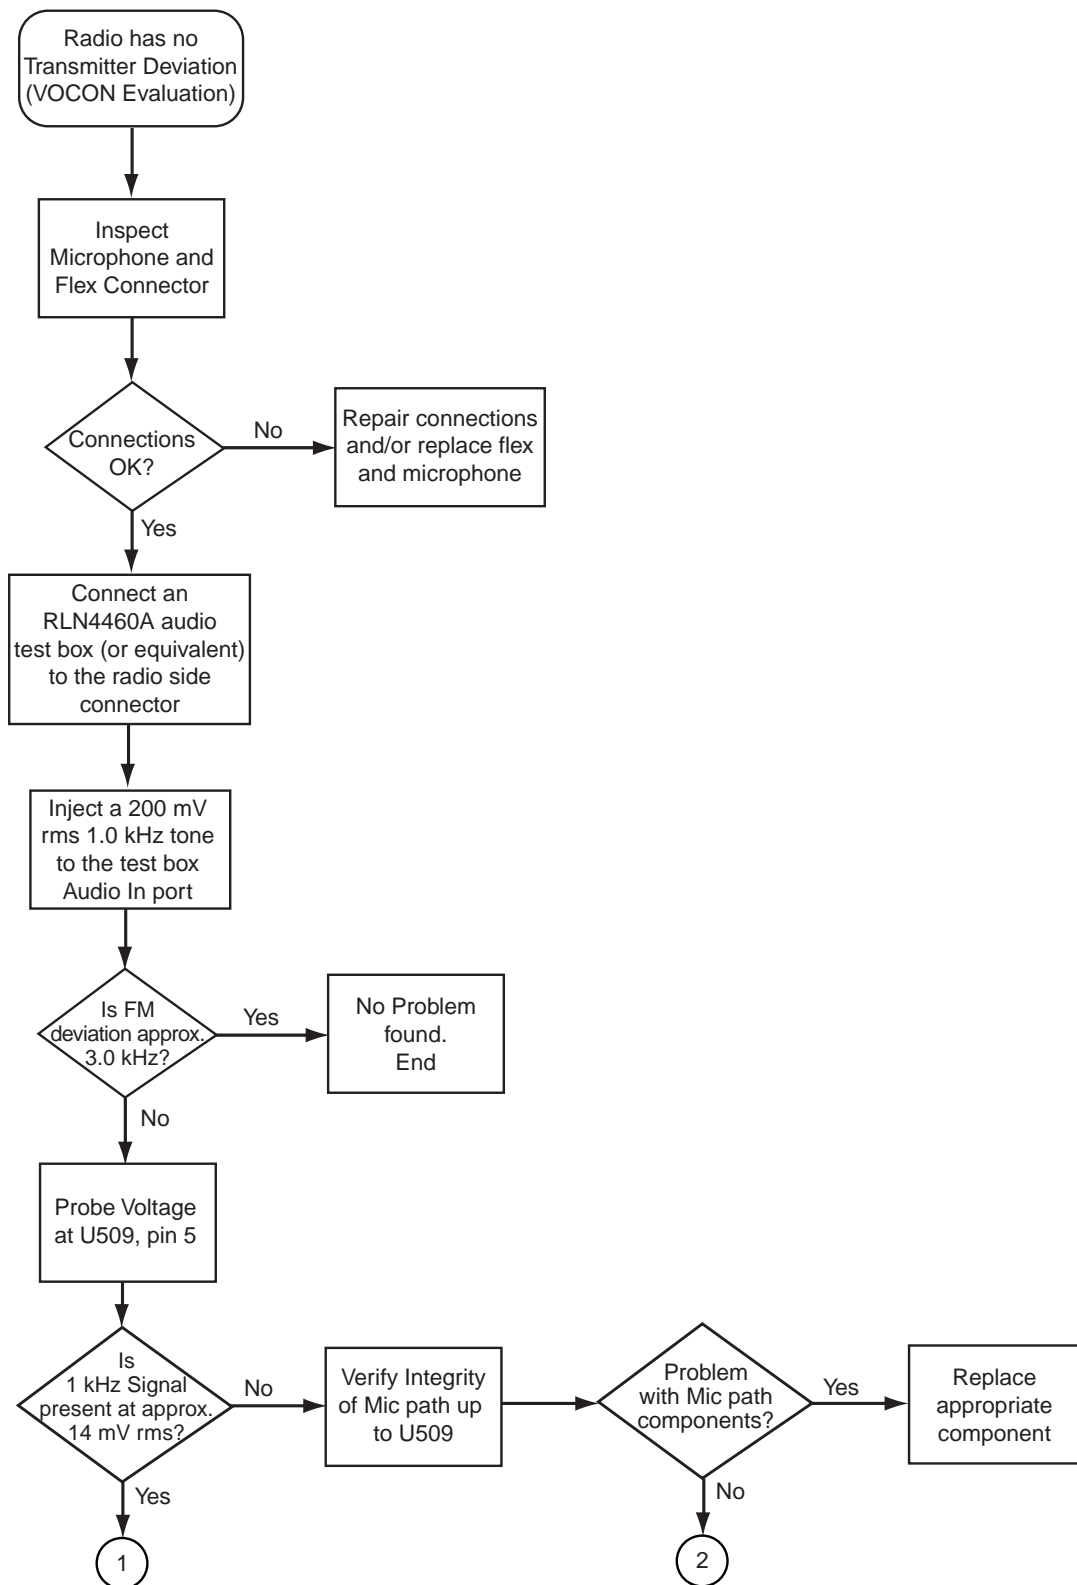 Radio has no
Transmitter Deviation
(VOCON Evaluation)
Inspect
Microphone and
Flex Connector
Connections
OK?
No
Repair connections
and/or replace flex
and microphone
Yes
Connect an
RLN4460A audio
test box (or equivalent)
to the radio side
connector
Inject a 200 mV
rms 1.0 kHz tone
to the test box
Audio In port
Is FM
deviation approx.
3.0 kHz?
Yes
No Problem
found.
End
No
Probe Voltage
at U509, pin 5
Is
1 kHz Signal
present at approx.
14 mV rms?
No
Verify Integrity
of Mic path up
to U509
Problem
with Mic path
components?
Yes
Replace
appropriate
component
Yes
No
1
2